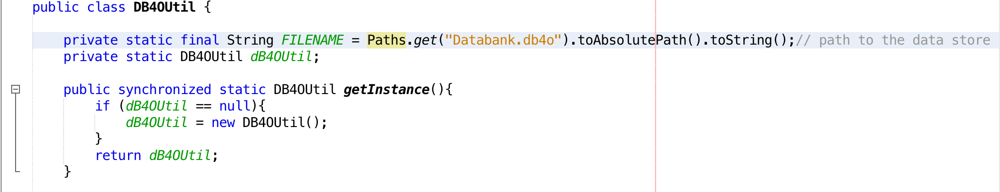 public class DB4OUtil {
private static final String FILENAME = Paths.get("Databank.db4o").toAbsolutePath().toString();// path to the data store
private static DB4OUtil dB4OUtil;
public synchronized static DB4OUtil getInstance(){
if (dB4OUtil == null){
dB4OUtil = new DB4OUtil();
}
return dB4OUtil;
}